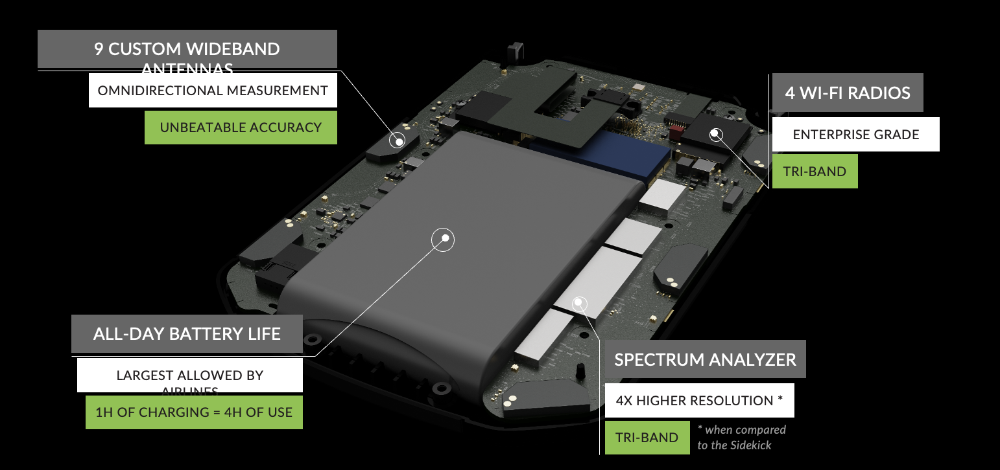 9 CUSTOM WIDEBAND
ANTENNAS
OMNIDIRECTIONAL MEASUREMENT
UNBEATABLE ACCURACY
4 WI-FI RADIOS
ENTERPRISE GRADE
TRI-BAND
ALL-DAY BATTERY LIFE
LARGEST ALLOWED BY
AIRLINES
1H OF CHARGING = 4H OF USE
SPECTRUM ANALYZER
4X HIGHER RESOLUTION *
TRI-BAND
* when compared
to the Sidekick